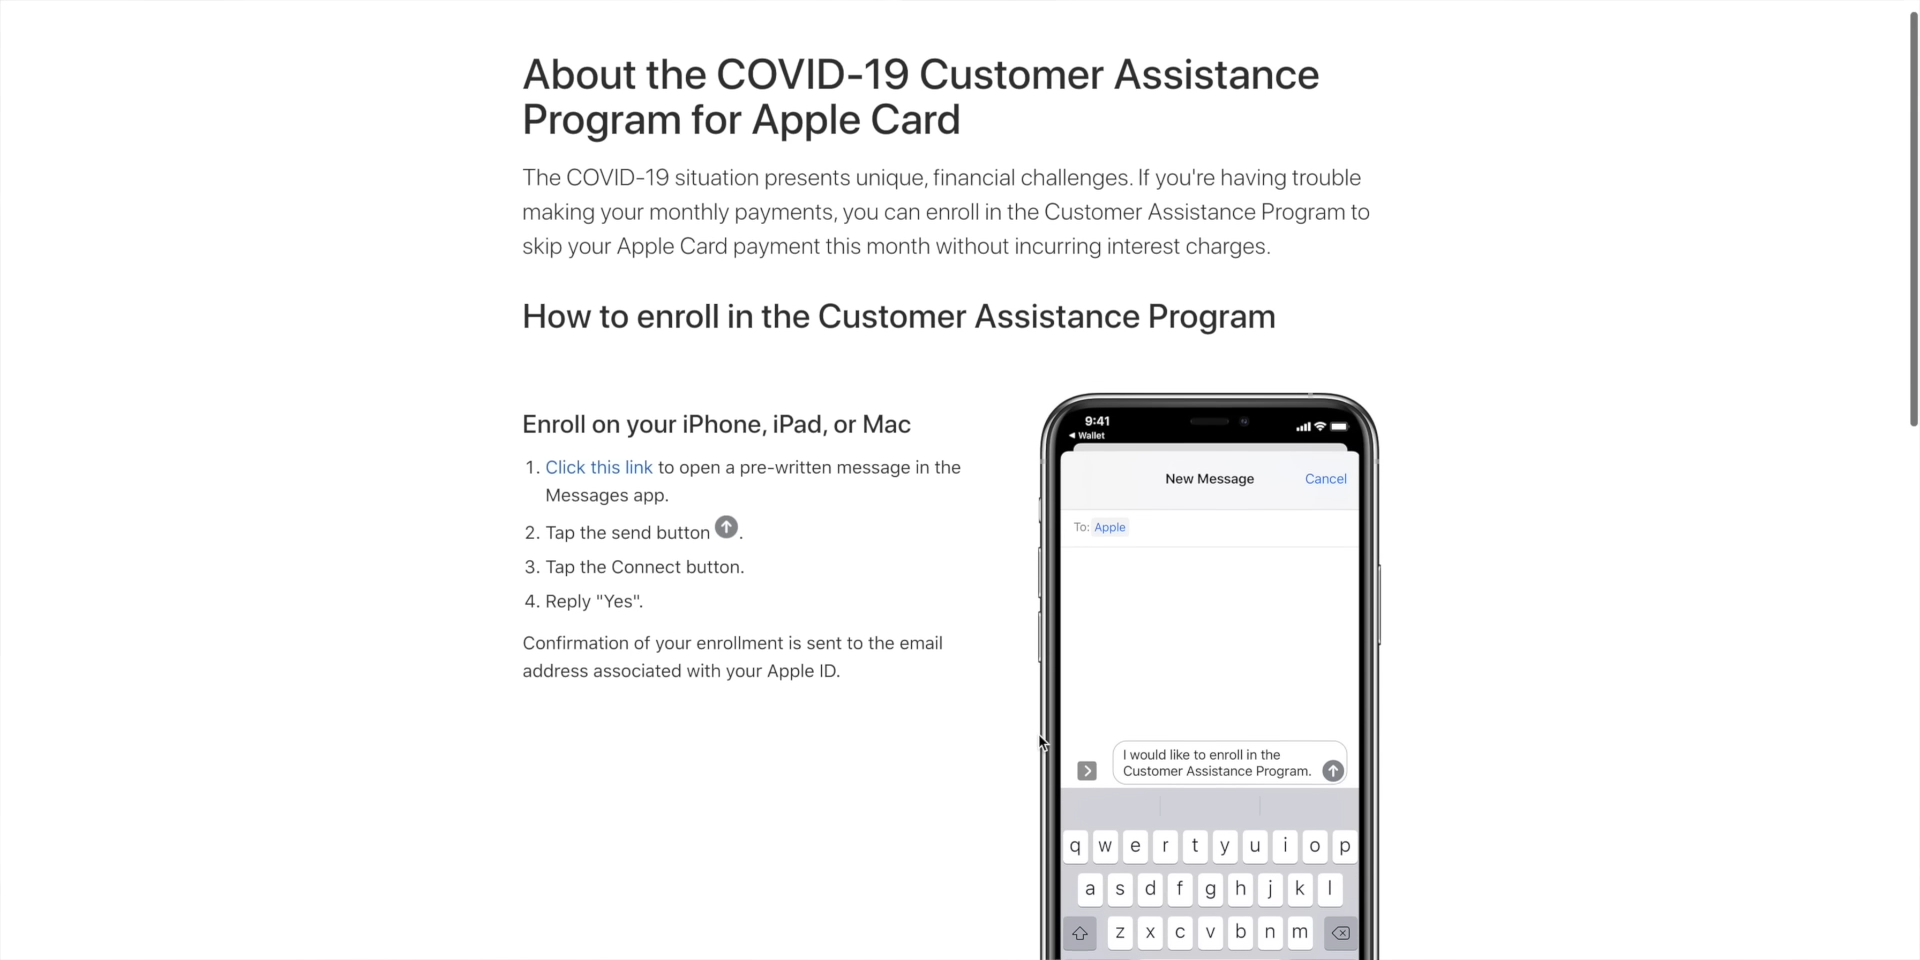 About the COVID-19 Customer Assistance
Program for Apple Card
The COVID-19 situation presents unique, financial challenges. If you're having trouble
making your monthly payments, you can enroll in the Customer Assistance Program to
skip your Apple Card payment this month without incurring interest charges.
How to enroll in the Customer Assistance Program
Enroll on your iPhone, iPad, or Mac
1. Click this link to open a pre-written message in the
Messages app.
2. Tap the send button .
3. Tap the Connect button.
4. Reply "Yes".
Confirmation of your enrollment is sent to the email
address associated with your Apple ID.
9:41
Wallet
New Message
Cancel
To: Apple
I would like to enroll in the
Customer Assistance Program.
q w e r t y u i o p
a s d f g h j k l
z x c v b n m